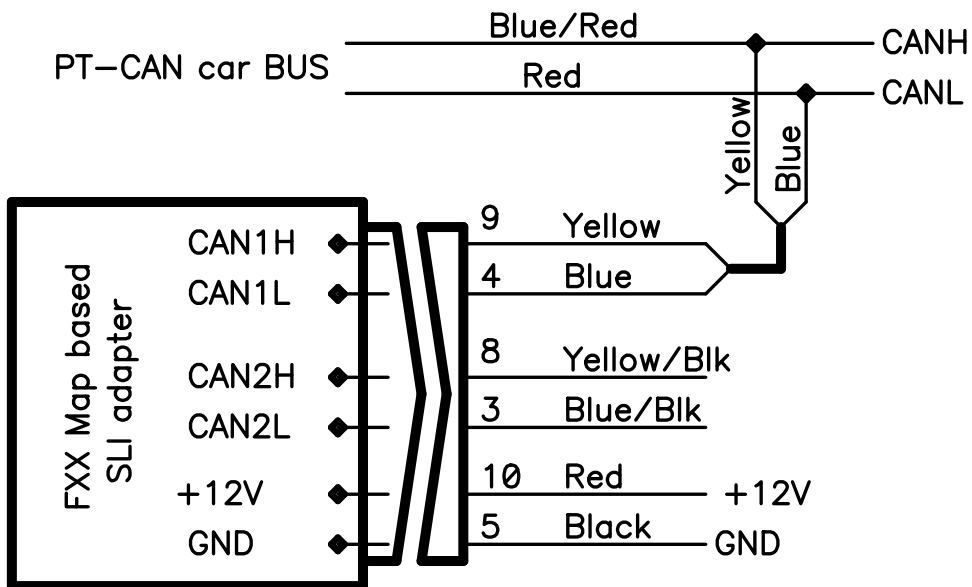 Blue/Red
CANH
PT-CAN car BUS
Red
CANL
Yellow
Blue
FXX Map based
SLI adapter
CAN1H
9
Yellow
CAN1L
4
Blue
CAN2H
8
Yellow/Blk
CAN2L
3
Blue/Blk
+12V
10
Red
+12V
GND
5
Black
GND